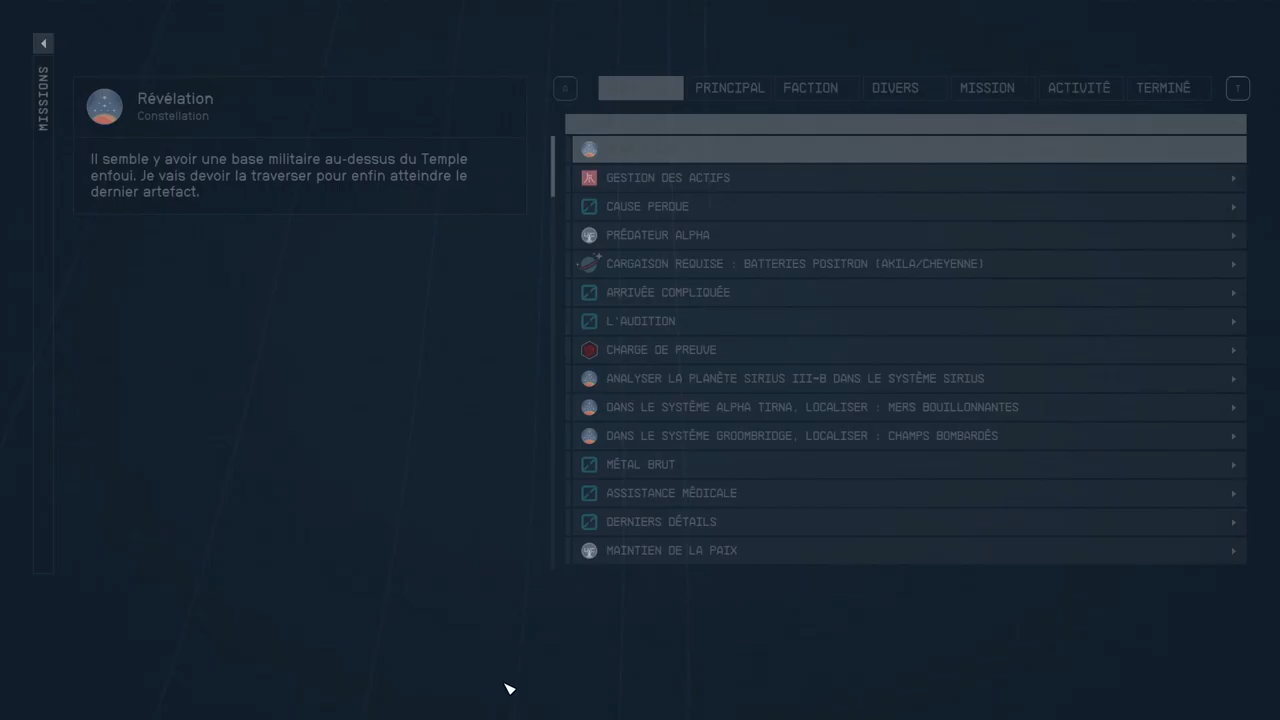 MISSIONS
Révélation
Constellation
Il semble y avoir une base militaire au-dessus du Temple
enfoui. Je vais devoir la traverser pour enfin atteindre le
dernier artefact.
A
PRINCIPAL
FACTION
DIVERS
MISSION
ACTIVITÉ
TERMINÉ
T
GESTION DES ACTIFS
CAUSE PERDUE
PRÉDATEUR ALPHA
CARGAISON REQUISE : BATTERIES POSITRON [AKILA/CHEYENNE]
ARRIVÉE COMPLIQUÉE
L'AUDITION
CHARGE DE PREUVE
ANALYSER LA PLANÈTE SIRIUS III-B DANS LE SYSTÈME SIRIUS
DANS LE SYSTÈME ALPHA TIRNA, LOCALISER : MERS BOUILLONNANTES
DANS LE SYSTÈME GROOMBRIDGE, LOCALISER : CHAMPS BOMBARDÉS
MÉTAL BRUT
ASSISTANCE MÉDICALE
DERNIERS DÉTAILS
MAINTIEN DE LA PAIX